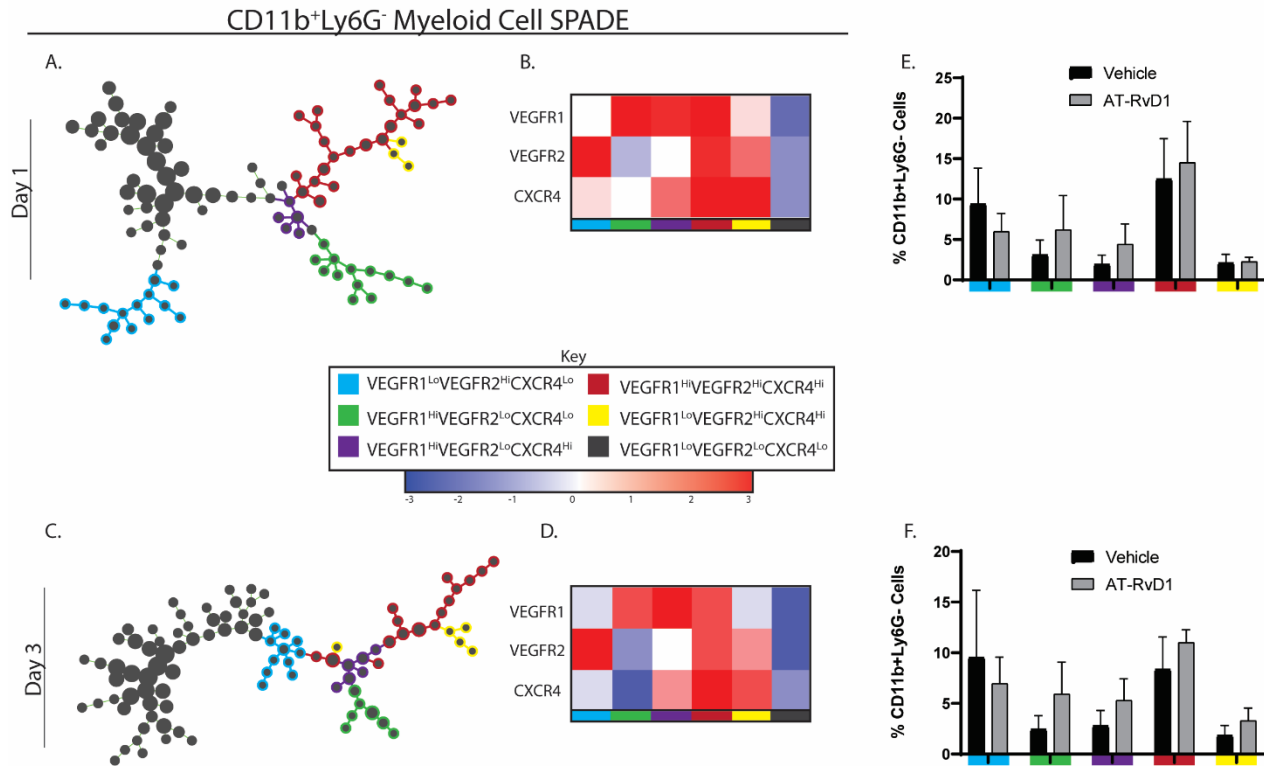 CD11b⁺Ly6G⁻ Myeloid Cell SPADE
A.
Day 1
B.
VEGFR1
VEGFR2
CXCR4
E.
Vehicle
AT-RvD1
% CD11b+Ly6G- Cells
25
20
15
10
5
0
Key
VEGFR1ᴸᵒVEGFR2ᴴⁱCXCR4ᴸᵒ
VEGFR1ᴴⁱVEGFR2ᴸᵒCXCR4ᴸᵒ
VEGFR1ᴴⁱVEGFR2ᴸᵒCXCR4ᴴⁱ
VEGFR1ᴴⁱVEGFR2ᴴⁱCXCR4ᴴⁱ
VEGFR1ᴸᵒVEGFR2ᴴⁱCXCR4ᴴⁱ
VEGFR1ᴸᵒVEGFR2ᴸᵒCXCR4ᴸᵒ
-3 -2 -1 0 1 2 3
C.
Day 3
D.
VEGFR1
VEGFR2
CXCR4
F.
Vehicle
AT-RvD1
% CD11b+Ly6G- Cells
20
15
10
5
0